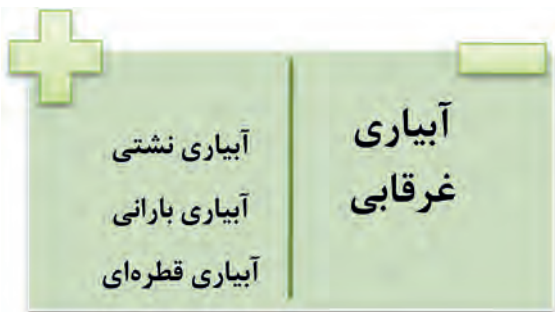 آبیاری
غرقابی
آبیاری نشتی
آبیاری بارانی
آبیاری قطره‌ای